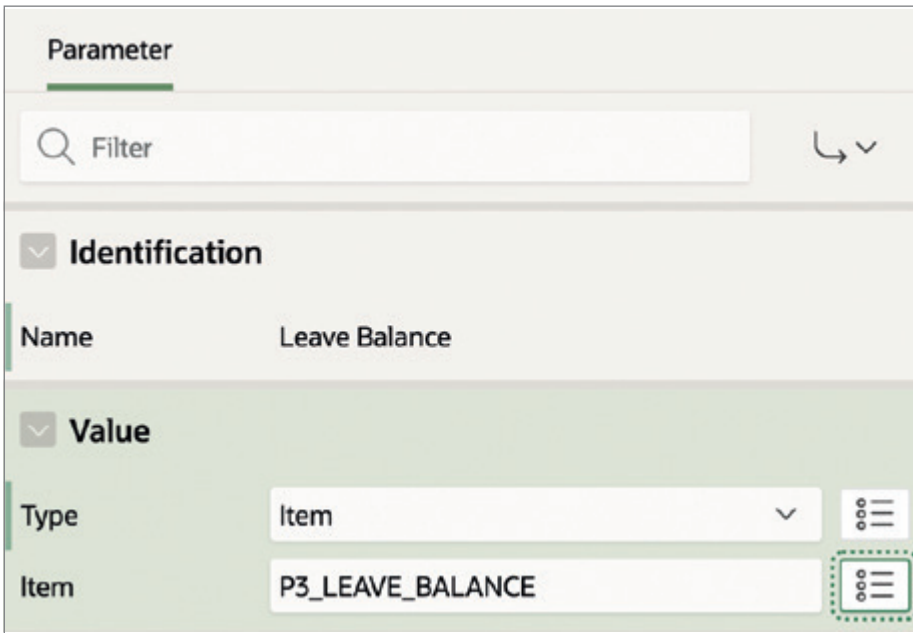 Parameter
Filter
Identification
Name Leave Balance
Value
Type Item
Item P3_LEAVE_BALANCE